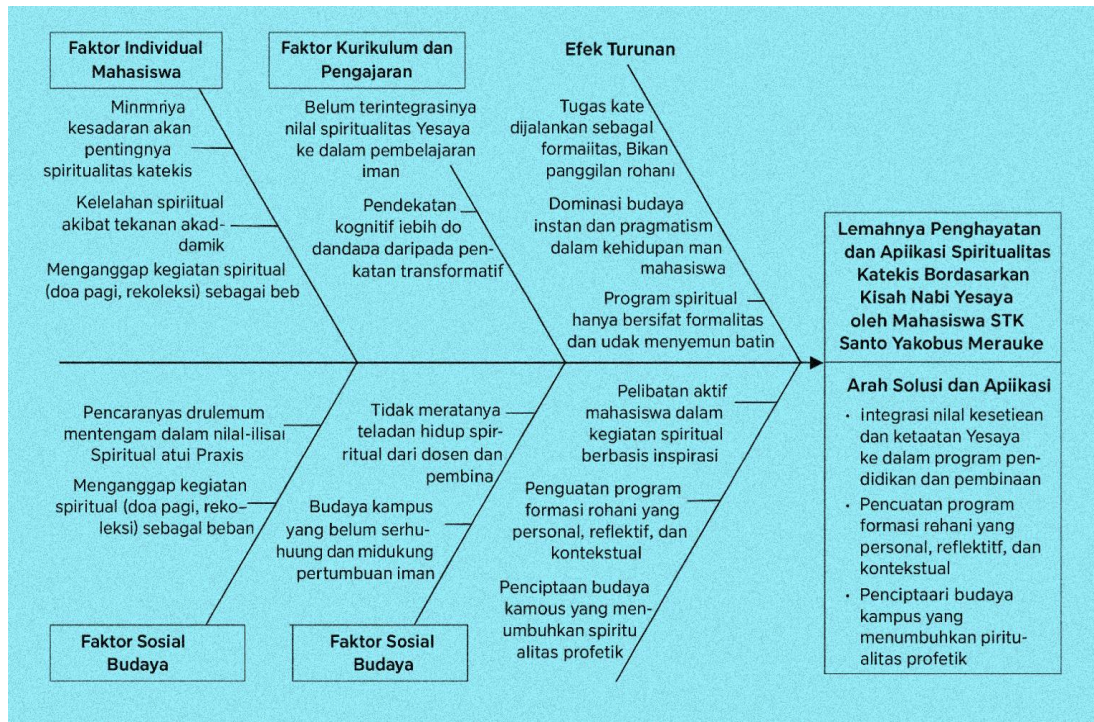 Faktor Individual
Mahasiswa
Minmriya
kesadaran akan
pentingnya
spiritualitas katekis
Kelelahan spiriitual
akibat tekanan akad-
damik
Menganggap kegiatan spiritual
(doa pagi, rekoleksi) sebagai beb
Faktor Kurikulum dan
Pengajaran
Belum terintegrasinya
nilal spiritualitas Yesaya
ke dalam pembelajaran
iman
Pendekatan
kognitif iebih do
dandaɒa daripada pen-
katan transformatif
Efek Turunan
Tugas kate
dijalankan sebagal
formaiitas, Bikan
panggilan rohanı
Dominasi budaya
instan dan pragmatism
dalam kehidupan man
mahasiswa
Program spiritual
hanya bersifat formalitas
dan udak menyemun batin
Lemahnya Penghayatan
dan Apiikasi Spiritualitas
Katekis Bordasarkan
Kisah Nabi Yesaya
oleh Mahasiswa STK
Santo Yakobus Merauke
Pencaranyas drulemum
mentengam dalam nilal-ilisai
Spiritual atui Praxis
Menganggap kegiatan
spiritual (doa pagi, reko–
leksi) sebagai beban
Faktor Sosial
Budaya
Tidak meratanya
teladan hidup spir-
ritual dari dosen dan
pembina
Budaya kampus
yang belum serhu-
huung dan midukung
pertumbuan iman
Faktor Sosial
Budaya
Pelibatan aktif
mahasiswa dalam
kegiatan spiritual
berbasis inspirasi
Penguatan program
formasi rohani yang
personal, reflektif, dan
kontekstual
Penciptaan budaya
kamous yang men-
umbuhkan spiritu
alitas profetik
Arah Solusi dan Apiikasi
· integrasi nilal kesetiean
dan ketaatan Yesaya
ke dalam program pen-
didikan dan pembinaan
· Pencuatan program
formasi rahani yang
personal, reflektitf, dan
kontekstual
· Penciptaari budaya
kampus yang
menumbuhkan piritu-
alitas profetik